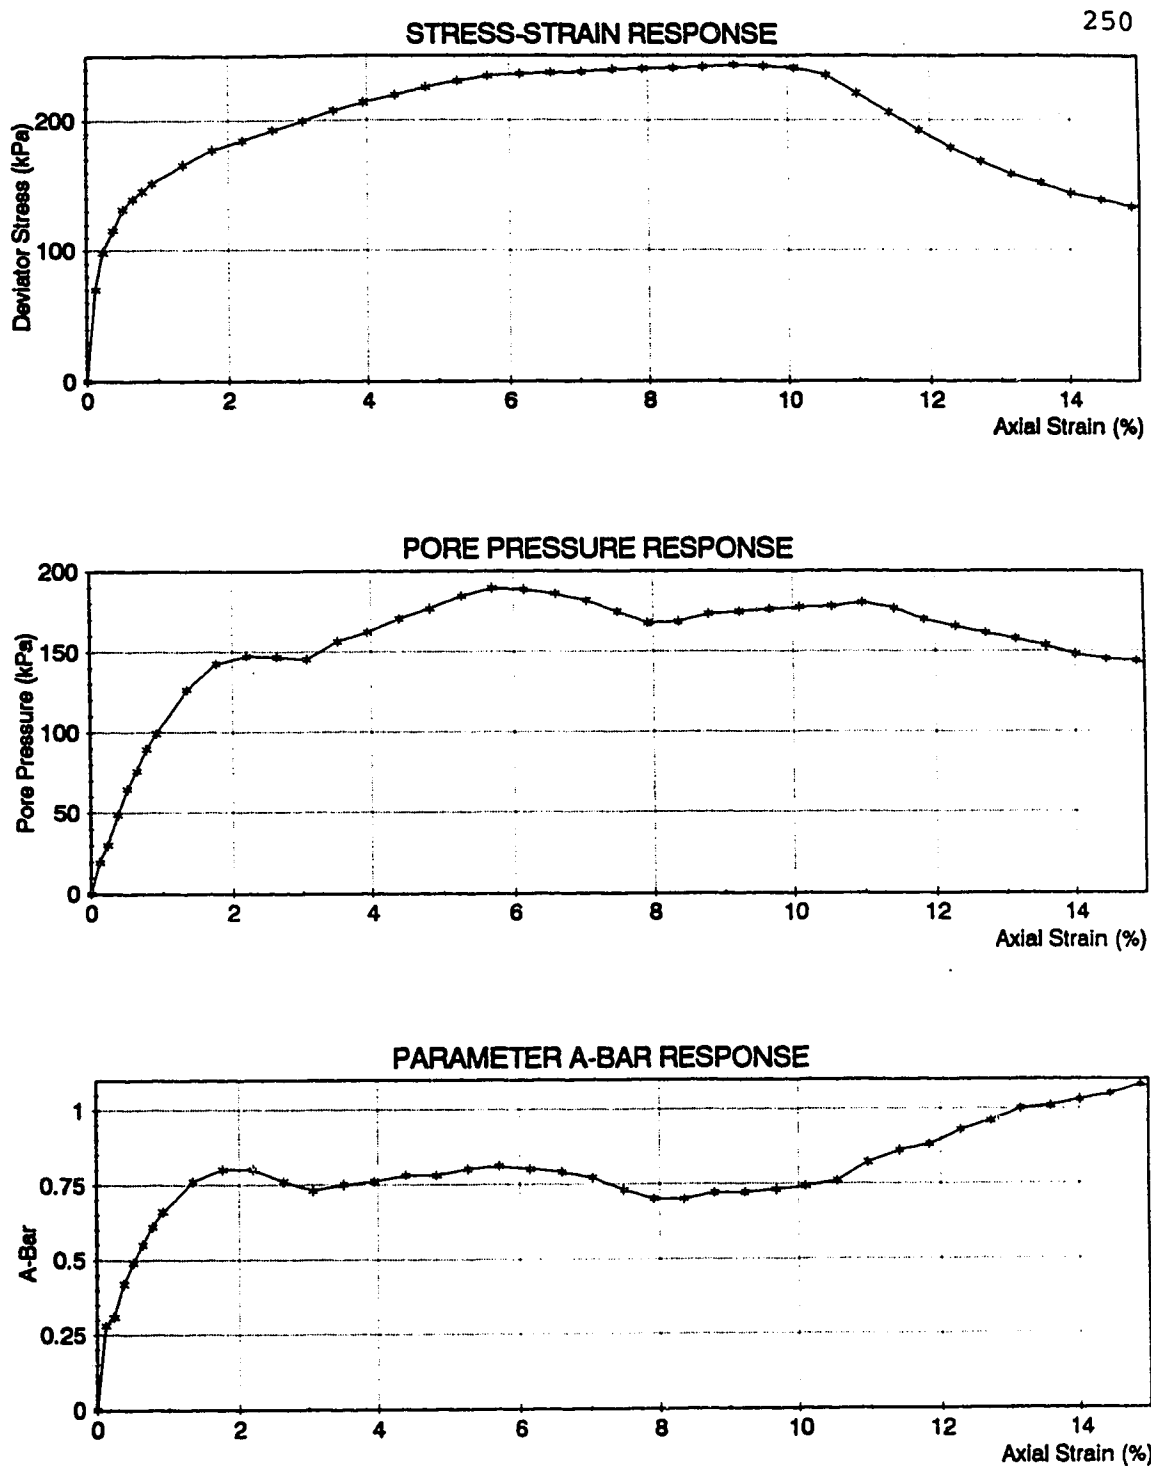 250
STRESS-STRAIN RESPONSE
Deviator Stress (kPa)
200
100
0
0 2 4 6 8 10 12 14
Axial Strain (%)
PORE PRESSURE RESPONSE
Pore Pressure (kPa)
200
150
100
50
0
0 2 4 6 8 10 12 14
Axial Strain (%)
PARAMETER A-BAR RESPONSE
A-Bar
1
0.75
0.5
0.25
0
0 2 4 6 8 10 12 14
Axial Strain (%)